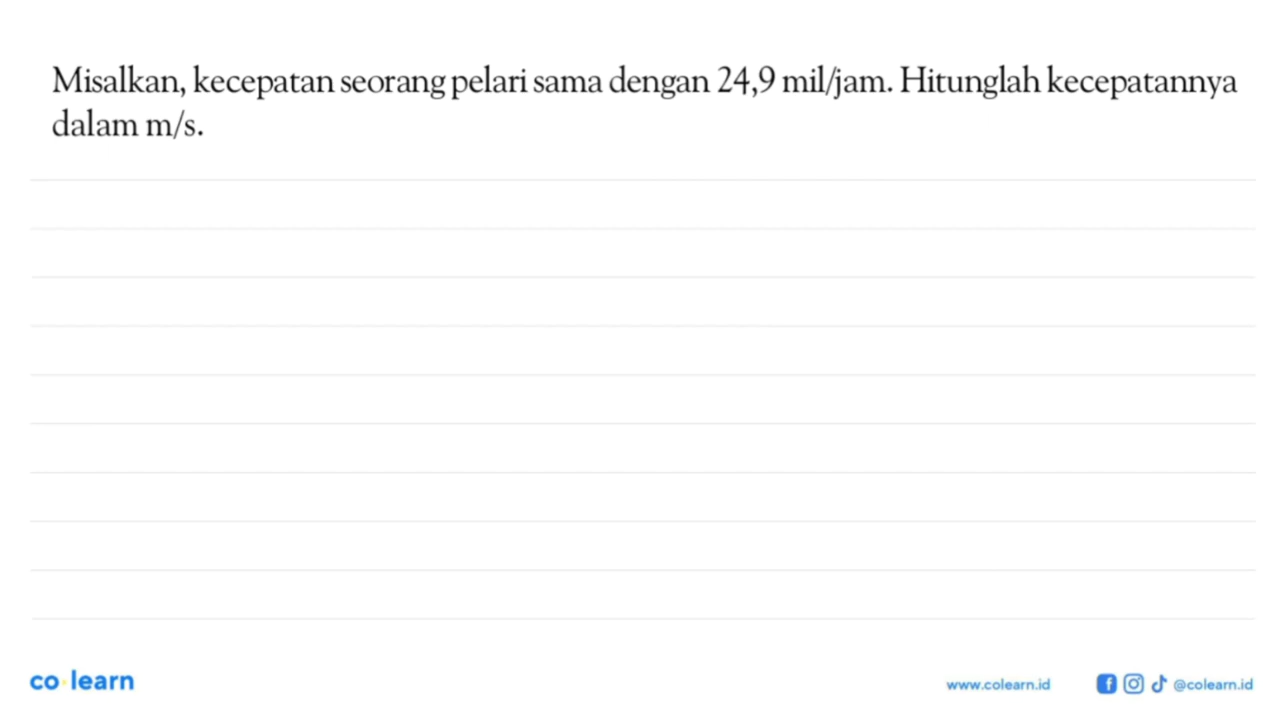 Misalkan, kecepatan seorang pelari sama dengan 24,9 mil/jam. Hitunglah kecepatannya
dalam m/s.
co learn
www.colearn.id
@colearn.id